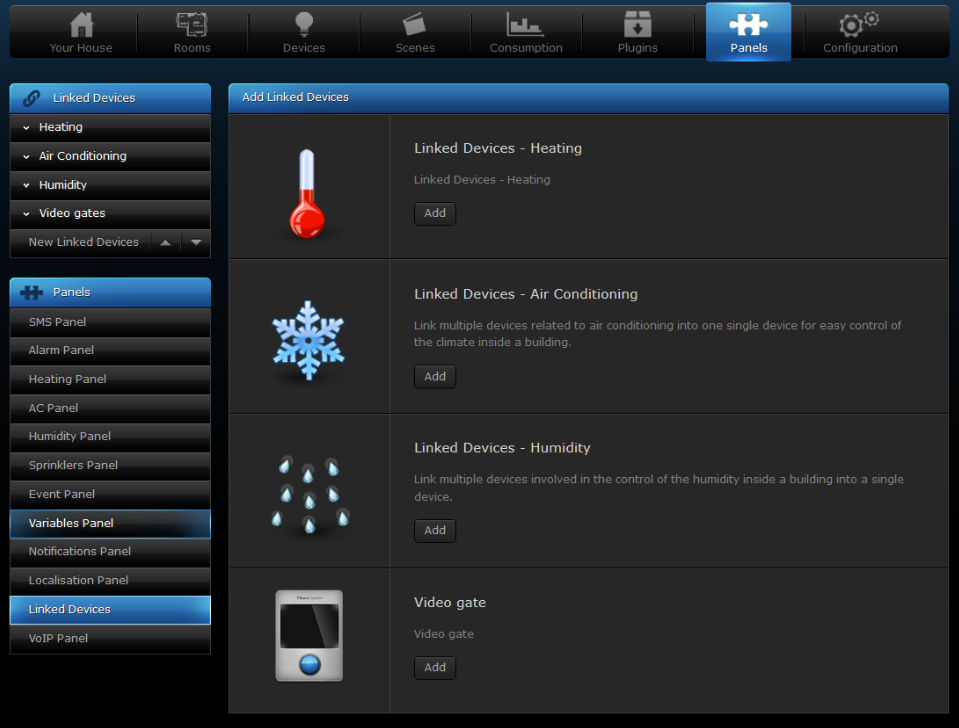 Your House
Rooms
Devices
Scenes
Consumption
Plugins
Panels
Configuration
Linked Devices
Heating
Air Conditioning
Humidity
Video gates
New Linked Devices
Panels
SMS Panel
Alarm Panel
Heating Panel
AC Panel
Humidity Panel
Sprinklers Panel
Event Panel
Variables Panel
Notifications Panel
Localisation Panel
Linked Devices
VoIP Panel
Add Linked Devices
Linked Devices - Heating
Linked Devices - Heating
Add
Linked Devices - Air Conditioning
Link multiple devices related to air conditioning into one single device for easy control of
the climate inside a building.
Add
Linked Devices - Humidity
Link multiple devices involved in the control of the humidity inside a building into a single
device.
Add
Fibaro System
Video gate
Video gate
Add